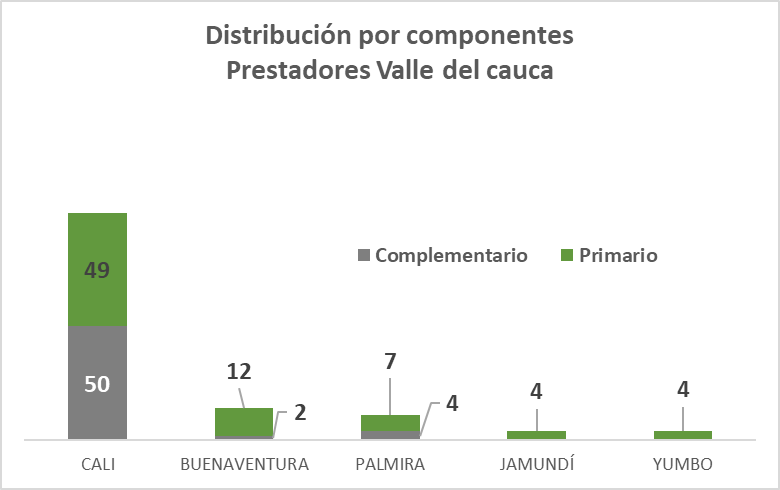 Distribución por componentes
Prestadores Valle del cauca
Complementario
Primario
49
50
12
2
7
4
4
4
CALI
BUENAVENTURA
PALMIRA
JAMUNDÍ
YUMBO